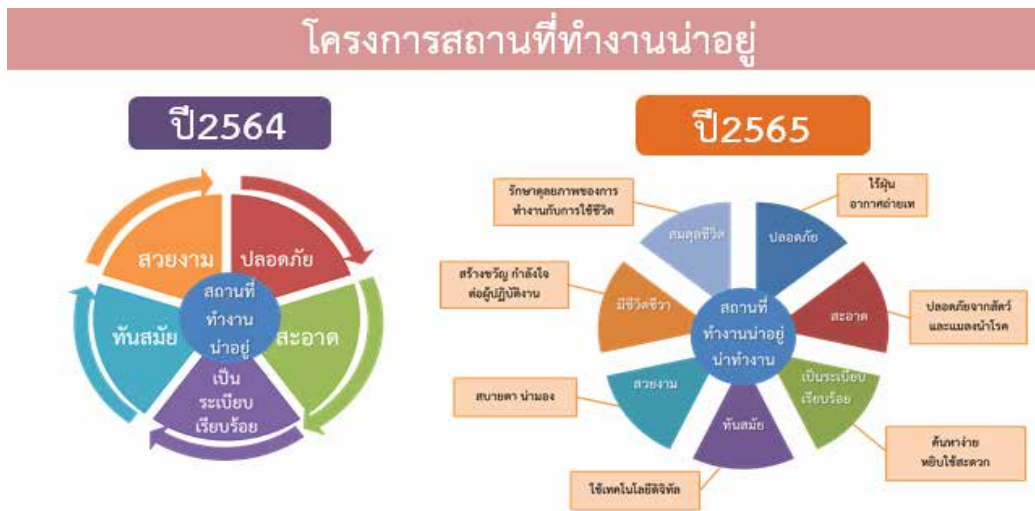 โครงการสถานที่ทำงานน่าอยู่
ปี2564
สวยงาม
ปลอดภัย
สะอาด
เป็น
ระเบียบ
เรียบร้อย
ทันสมัย
สถานที่
ทำงาน
น่าอยู่
ปี2565
รักษาดุลยภาพของการ
ทำงานกับการใช้ชีวิต
สมดุลชีวิต
ไร้ฝุ่น
อากาศถ่ายเท
ปลอดภัย
สร้างขวัญ กำลังใจ
ต่อผู้ปฏิบัติงาน
มีชีวิตชีวา
สถานที่
ทำงานน่าอยู่
น่าทำงาน
สะอาด
ปลอดภัยจากสัตว์
และแมลงนำโรค
สบายตา น่ามอง
สวยงาม
เป็นระเบียบ
เรียบร้อย
ค้นหาง่าย
หยิบใช้สะดวก
ทันสมัย
ใช้เทคโนโลยีดิจิทัล